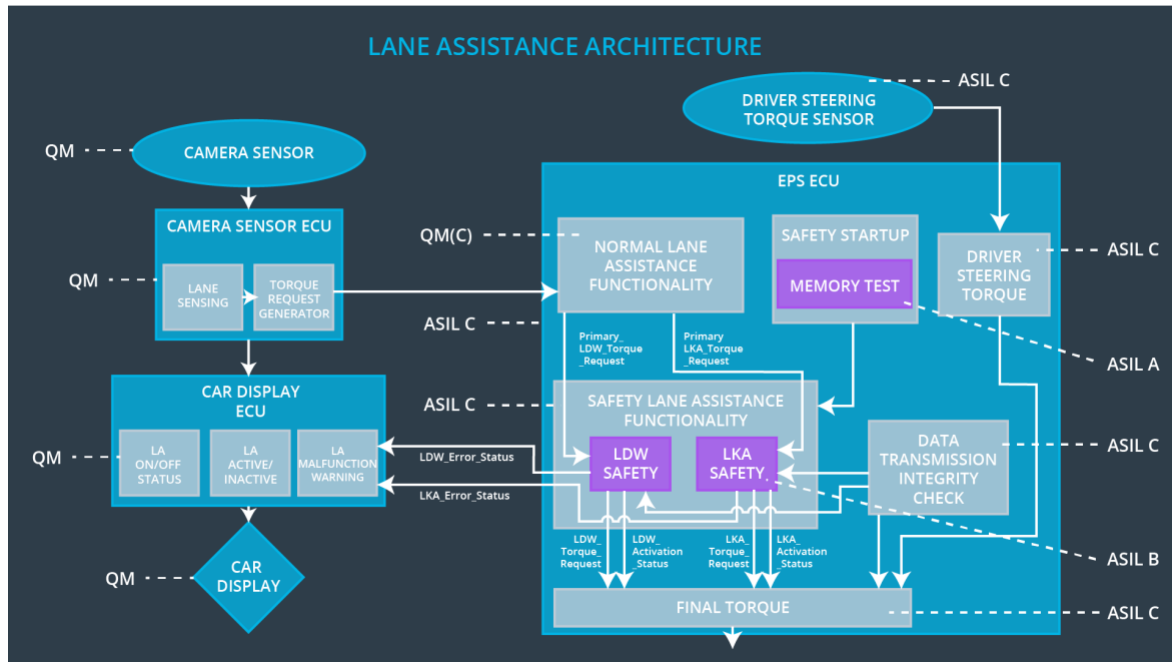 LANE ASSISTANCE ARCHITECTURE
ASIL C
DRIVER STEERING
TORQUE SENSOR
QM
CAMERA SENSOR
EPS ECU
CAMERA SENSOR ECU
QM
LANE
SENSING
TORQUE
REQUEST
GENERATOR
QM(C)
NORMAL LANE
ASSISTANCE
FUNCTIONALITY
SAFETY STARTUP
MEMORY TEST
DRIVER
STEERING
TORQUE
ASIL C
ASIL C
ASIL A
Primary_
LDW_Torque
_Request
Primary
LKA_Torque
_Request
CAR DISPLAY
ECU
QM
LA
ON/OFF
STATUS
LA
ACTIVE/
INACTIVE
LA
MALFUNCTION
WARNING
ASIL C
SAFETY LANE ASSISTANCE
FUNCTIONALITY
LDW
SAFETY
LKA
SAFETY
DATA
TRANSMISSION
INTEGRITY
CHECK
ASIL C
LDW_Error_Status
LKA_Error_Status
LDW_
Torque_
Request
LDW_
Activation
_Status
LKA_
Torque_
Request
LKA_
Activation
_Status
ASIL B
QM
CAR
DISPLAY
FINAL TORQUE
ASIL C